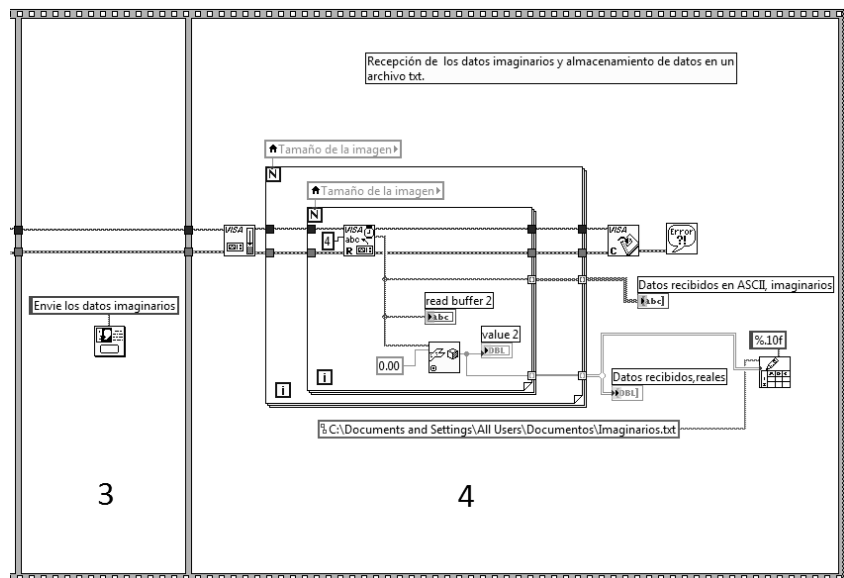 Recepción de los datos imaginarios y almacenamiento de datos en un
archivo txt.
Tamaño de la imagen
N
Tamaño de la imagen
N
VISA
4
VISA
abc
R
VISA
C
Error
?!
Envie los datos imaginarios
Datos recibidos en ASCII, imaginarios
abc
read buffer 2
abc
value 2
DBL
0.00
%.10f
Datos recibidos,reales
DBL
i
i
C:\Documents and Settings\All Users\Documentos\Imaginarios.txt
3
4